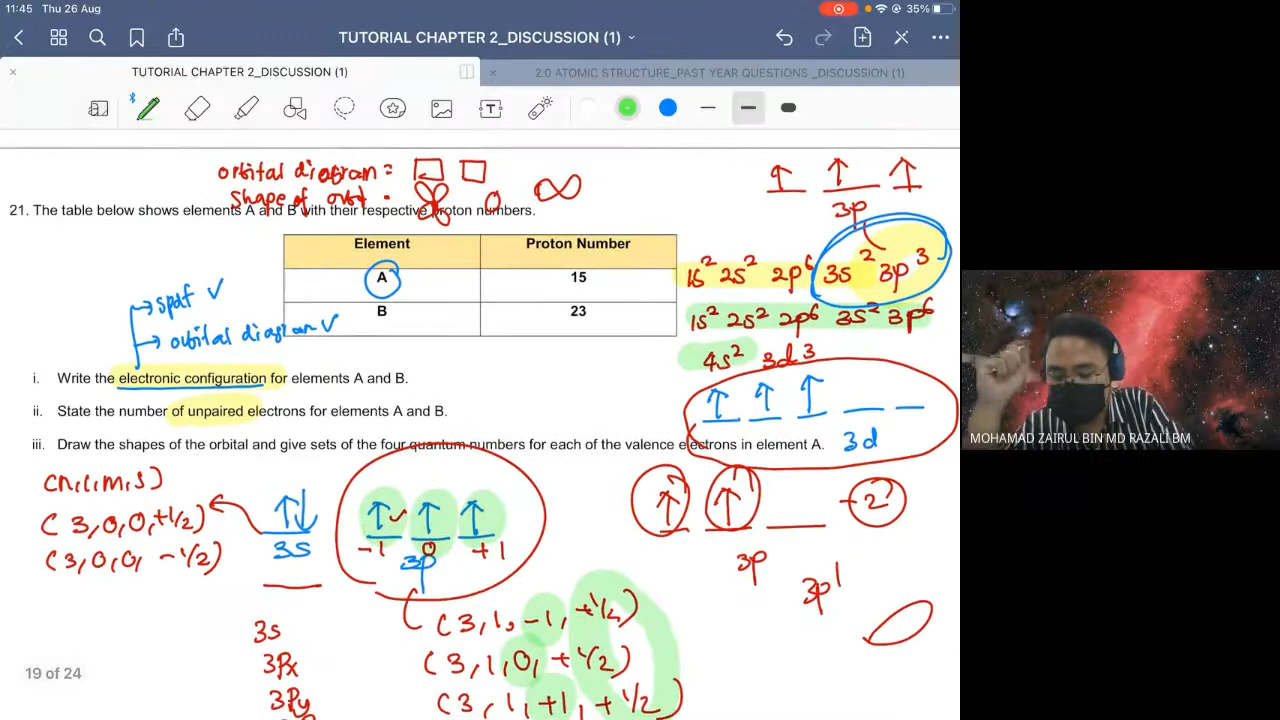 11:45 Thu 26 Aug
35%
TUTORIAL CHAPTER 2_DISCUSSION (1)
TUTORIAL CHAPTER 2_DISCUSSION (1)
2.0 ATOMIC STRUCTURE_PAST YEAR QUESTIONS _DISCUSSION (1)
orbital diagram =
shape of orbt =
3p
21. The table below shows elements A and B with their respective proton numbers.
Element Proton Number
A 15
B 23
1s² 2s² 2p⁶ 3s² 3p³
1s² 2s² 2p⁶ 3s² 3p⁶
4s² 3d³
3d
→ spdf ✓
→ orbital diagram ✓
i. Write the electronic configuration for elements A and B.
ii. State the number of unpaired electrons for elements A and B.
iii. Draw the shapes of the orbital and give sets of the four quantum numbers for each of the valence electrons in element A.
MOHAMAD ZAIRUL BIN MD RAZALI BM
(n,l,m,s)
(3,0,0,+1/2)
(3,0,0,-1/2)
↑↓
3s
↑ ↑ ↑
-1 0 +1
3p
↑ ↑
2
3p
3p¹
(3,1,-1,+1/2)
(3,1,0,+1/2)
(3,1,+1,+1/2)
3s
3px
3py
19 of 24